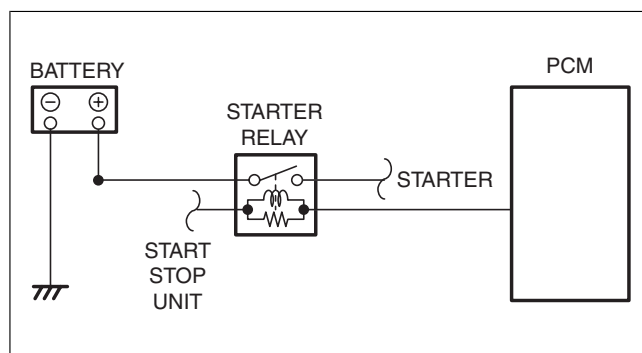 BATTERY
PCM
STARTER
RELAY
STARTER
START
STOP
UNIT